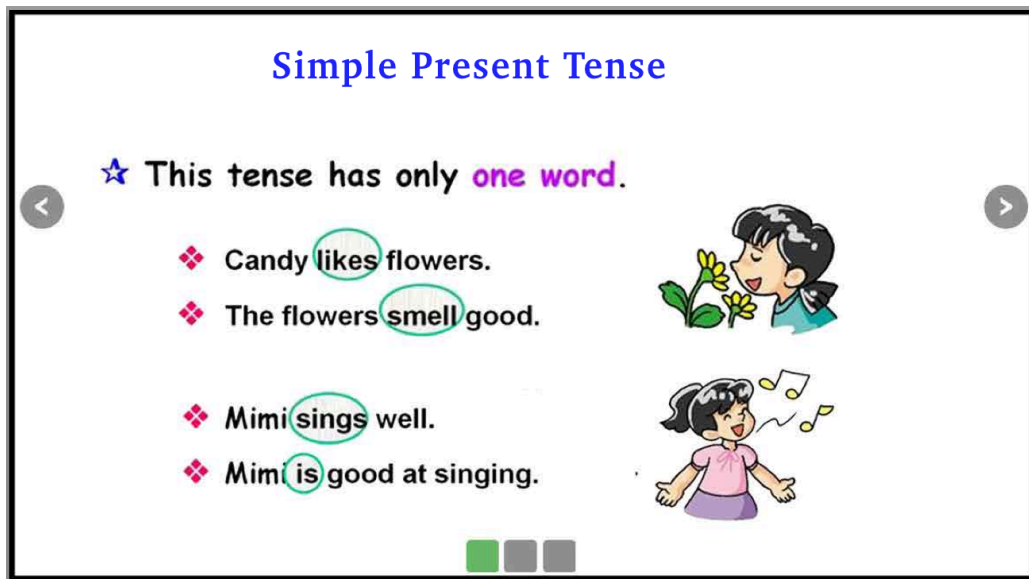 Simple Present Tense
This tense has only one word.
Candy likes flowers.
The flowers smell good.
Mimi sings well.
Mimi is good at singing.